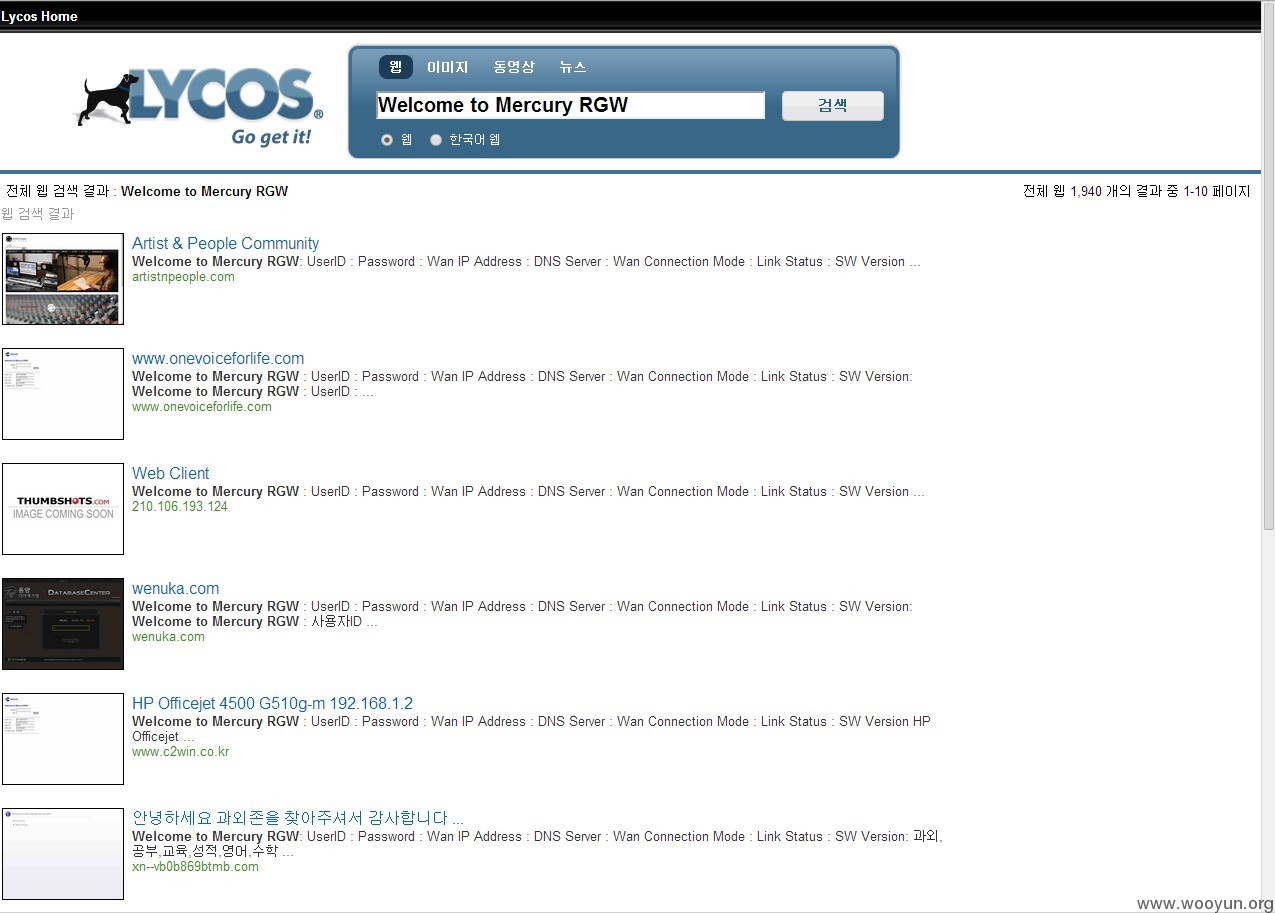 Lycos Home
LYCOS®
Go get it!
웹 이미지 동영상 뉴스
Welcome to Mercury RGW
검색
웹 한국어 웹
전체 웹 검색 결과 : Welcome to Mercury RGW
전체 웹 1,940 개의 결과 중 1-10 페이지
웹 검색 결과
Artist & People Community
Welcome to Mercury RGW: UserID : Password : Wan IP Address : DNS Server : Wan Connection Mode : Link Status : SW Version ...
artistnpeople.com
www.onevoiceforlife.com
Welcome to Mercury RGW : UserID : Password : Wan IP Address : DNS Server : Wan Connection Mode : Link Status : SW Version:
Welcome to Mercury RGW : UserID : ...
www.onevoiceforlife.com
THUMBSHOTS.COM
IMAGE COMING SOON
Web Client
Welcome to Mercury RGW : UserID : Password : Wan IP Address : DNS Server : Wan Connection Mode : Link Status : SW Version ...
210.106.193.124
DATABASECENTER
wenuka.com
Welcome to Mercury RGW : UserID : Password : Wan IP Address : DNS Server : Wan Connection Mode : Link Status : SW Version:
Welcome to Mercury RGW : 사용자ID ...
wenuka.com
HP Officejet 4500 G510g-m 192.168.1.2
Welcome to Mercury RGW : UserID : Password : Wan IP Address : DNS Server : Wan Connection Mode : Link Status : SW Version HP
Officejet ...
www.c2win.co.kr
안녕하세요 과외존을 찾아주셔서 감사합니다 ...
Welcome to Mercury RGW: UserID : Password : Wan IP Address : DNS Server : Wan Connection Mode : Link Status : SW Version: 과외,
공부,교육,성적,영어,수학 ...
xn--vb0b869btmb.com
www.wooyun.org